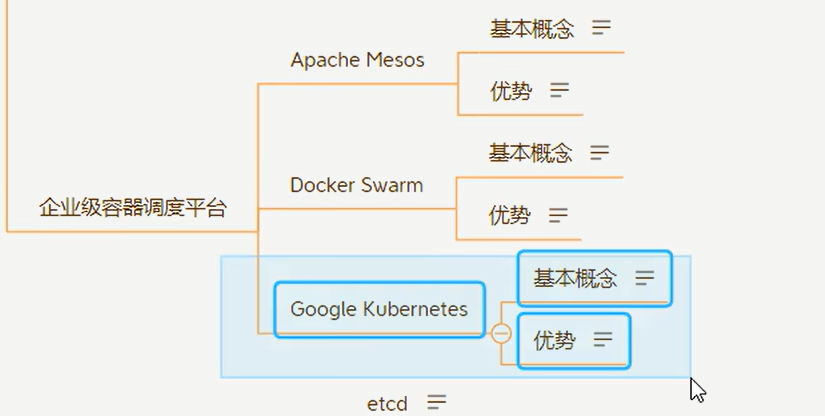 基本概念
Apache Mesos
优势
基本概念
Docker Swarm
优势
企业级容器调度平台
基本概念
Google Kubernetes
优势
etcd